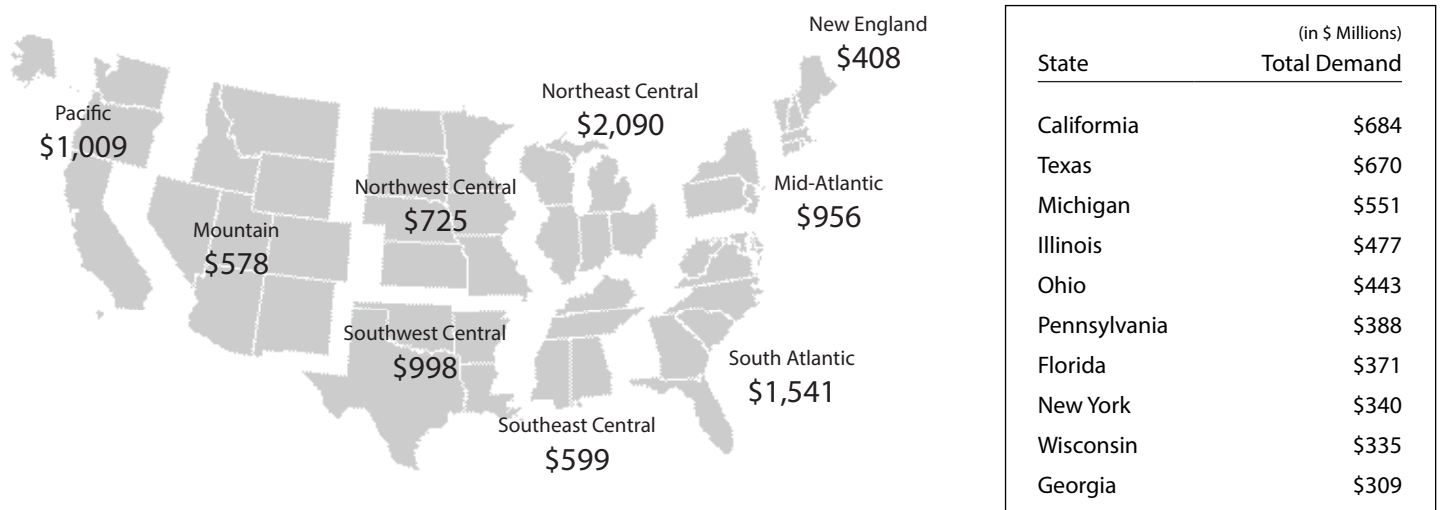 New England
$408
Northeast Central
$2,090
Pacific
$1,009
Northwest Central
$725
Mid-Atlantic
$956
Mountain
$578
Southwest Central
$998
South Atlantic
$1,541
Southeast Central
$599
(in $ Millions)
State Total Demand
Califormia $684
Texas $670
Michigan $551
Illinois $477
Ohio $443
Pennsylvania $388
Florida $371
New York $340
Wisconsin $335
Georgia $309